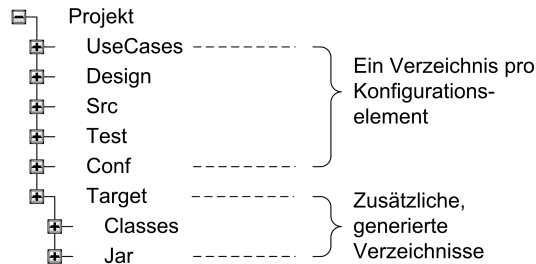 Projekt
UseCases
Design
Src
Test
Conf
Target
Classes
Jar
Ein Verzeichnis pro
Konfigurations-
element
Zusätzliche,
generierte
Verzeichnisse